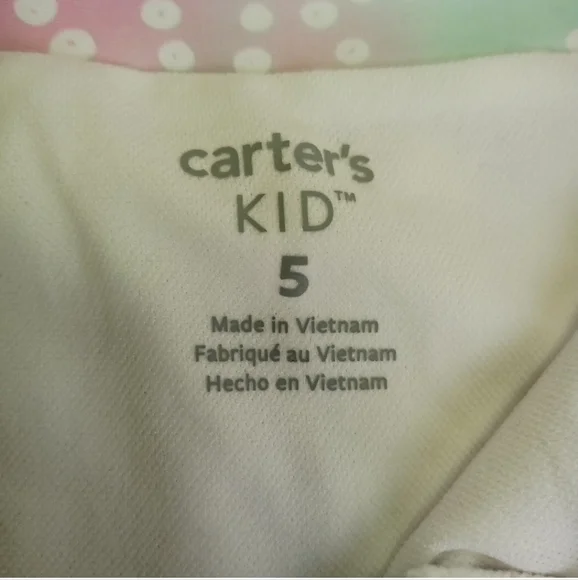 carter's
KID™
5
Made in Vietnam
Fabriqué au Vietnam
Hecho en Vietnam